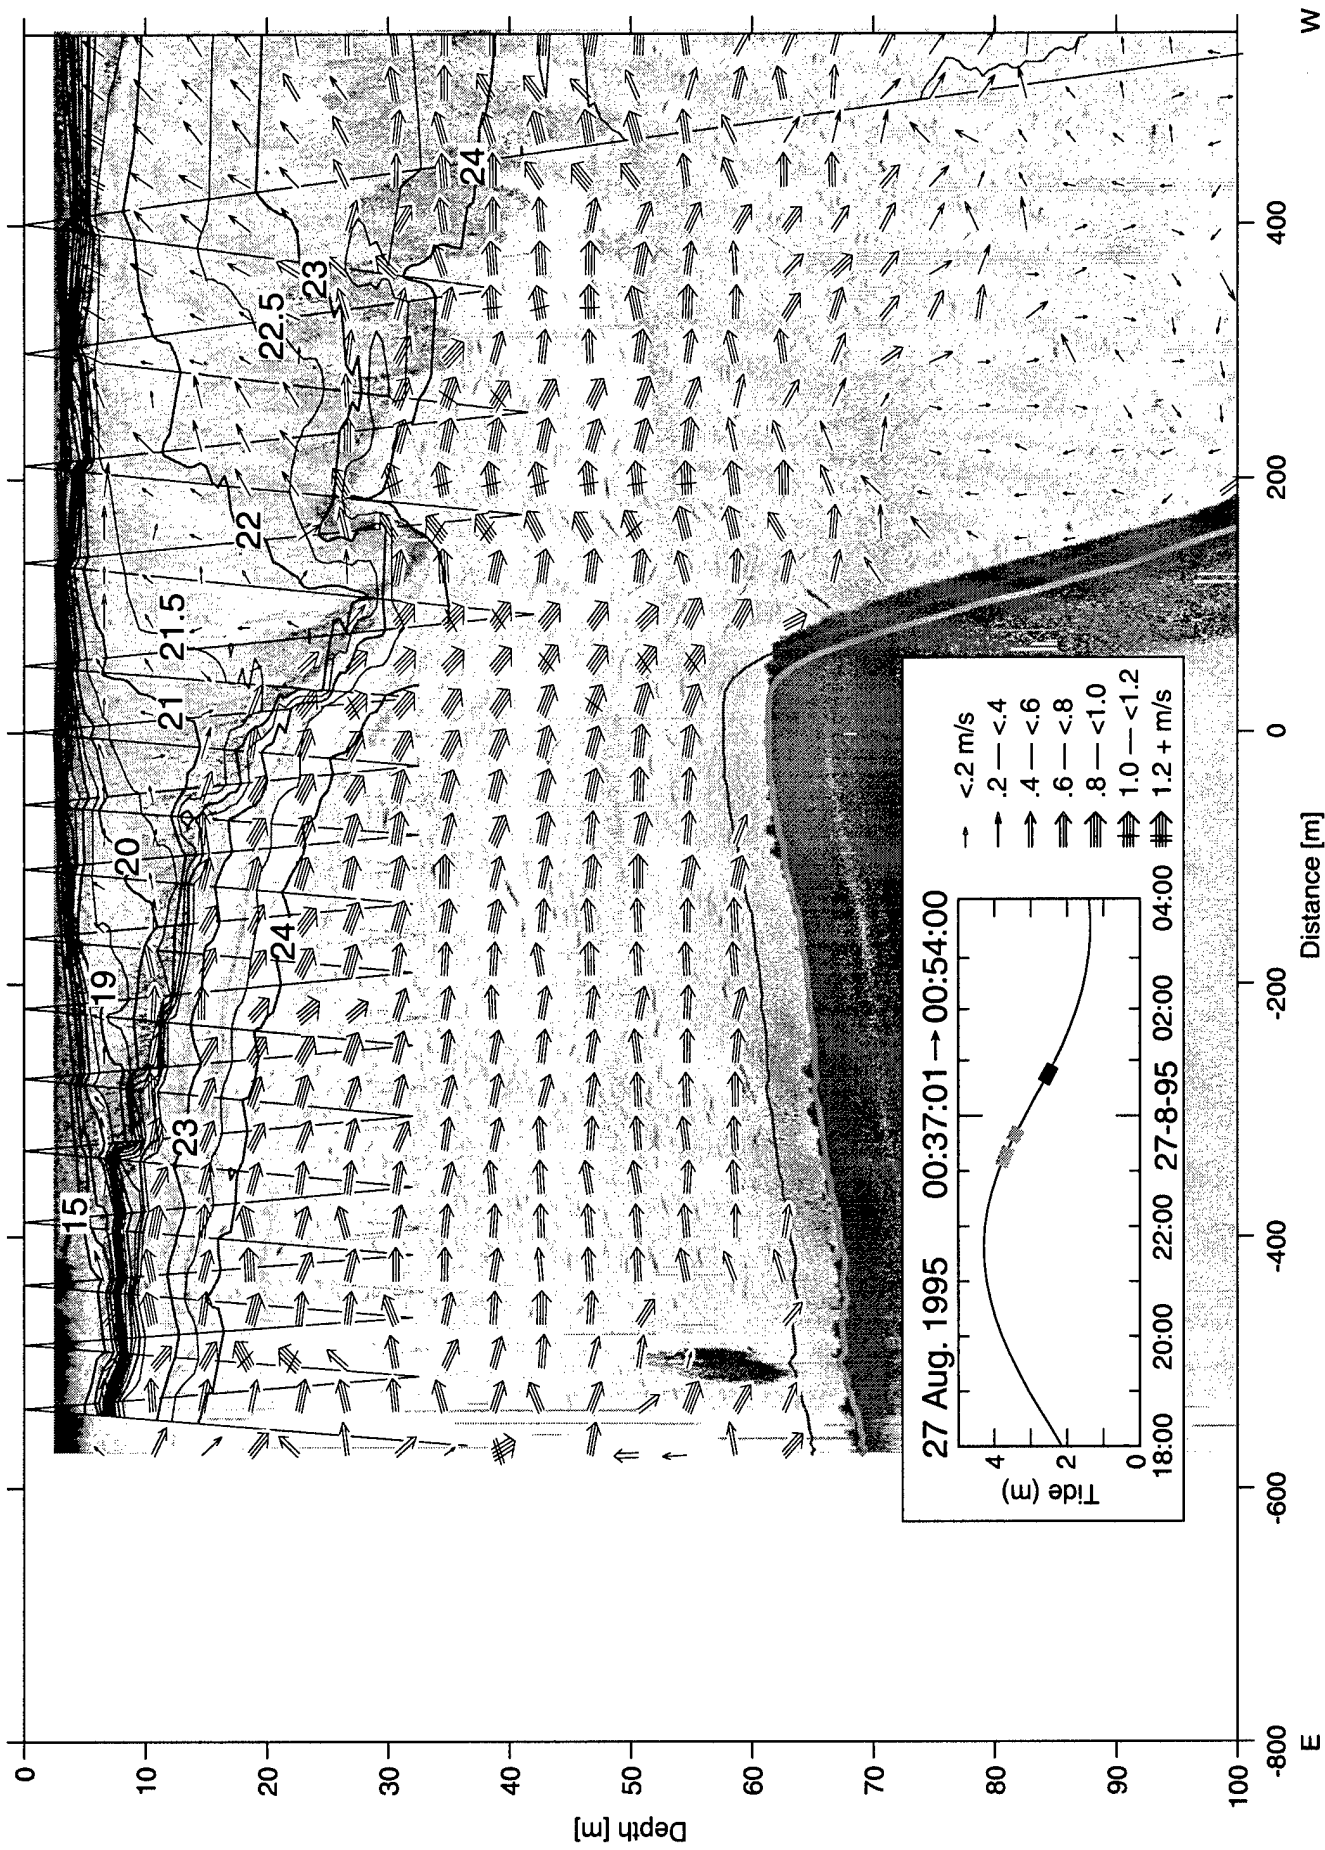 0
10
20
30
40
50
60
70
80
90
100
Depth [m]
15
19
20
21
21.5
22
22.5
23
24
23
24
27 Aug. 1995 00:37:01 → 00:54:00
Tide (m)
4
2
0
18:00 20:00 22:00 27-8-95 02:00 04:00
<.2 m/s
.2 — <.4
.4 — <.6
.6 — <.8
.8 — <1.0
1.0 — <1.2
1.2 + m/s
-800 -600 -400 -200 0 200 400
E Distance [m] W